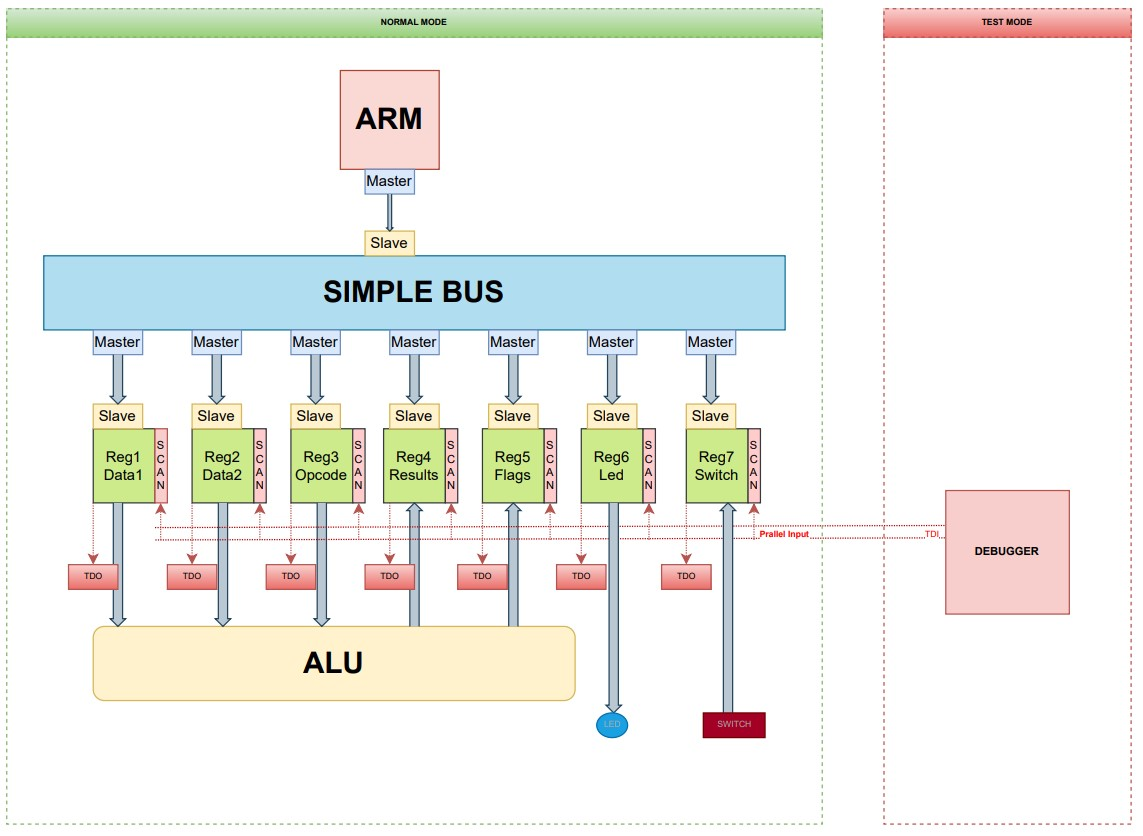 NORMAL MODE
TEST MODE
ARM
Master
Slave
SIMPLE BUS
Master
Master
Master
Master
Master
Master
Master
Slave
Slave
Slave
Slave
Slave
Slave
Slave
Reg1
Data1
SCAN
Reg2
Data2
SCAN
Reg3
Opcode
SCAN
Reg4
Results
SCAN
Reg5
Flags
SCAN
Reg6
Led
SCAN
Reg7
Switch
SCAN
Prallel Input
TDI
DEBUGGER
TDO
TDO
TDO
TDO
TDO
TDO
TDO
ALU
LED
SWITCH